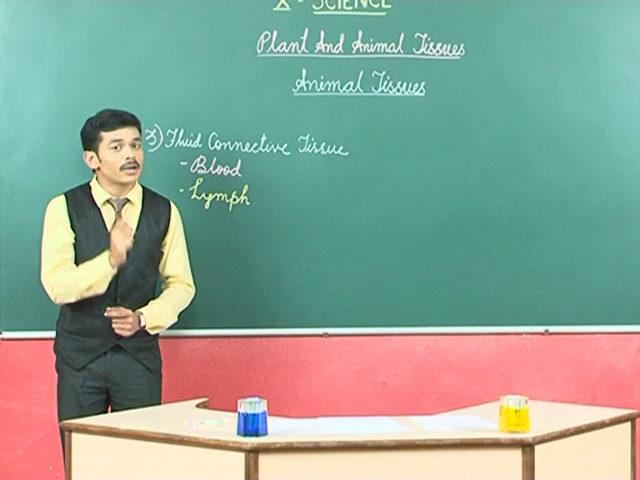 X - SCIENCE
Plant And Animal Tissues
Animal Tissues
3) Fluid Connective Tissue
- Blood
- Lymph